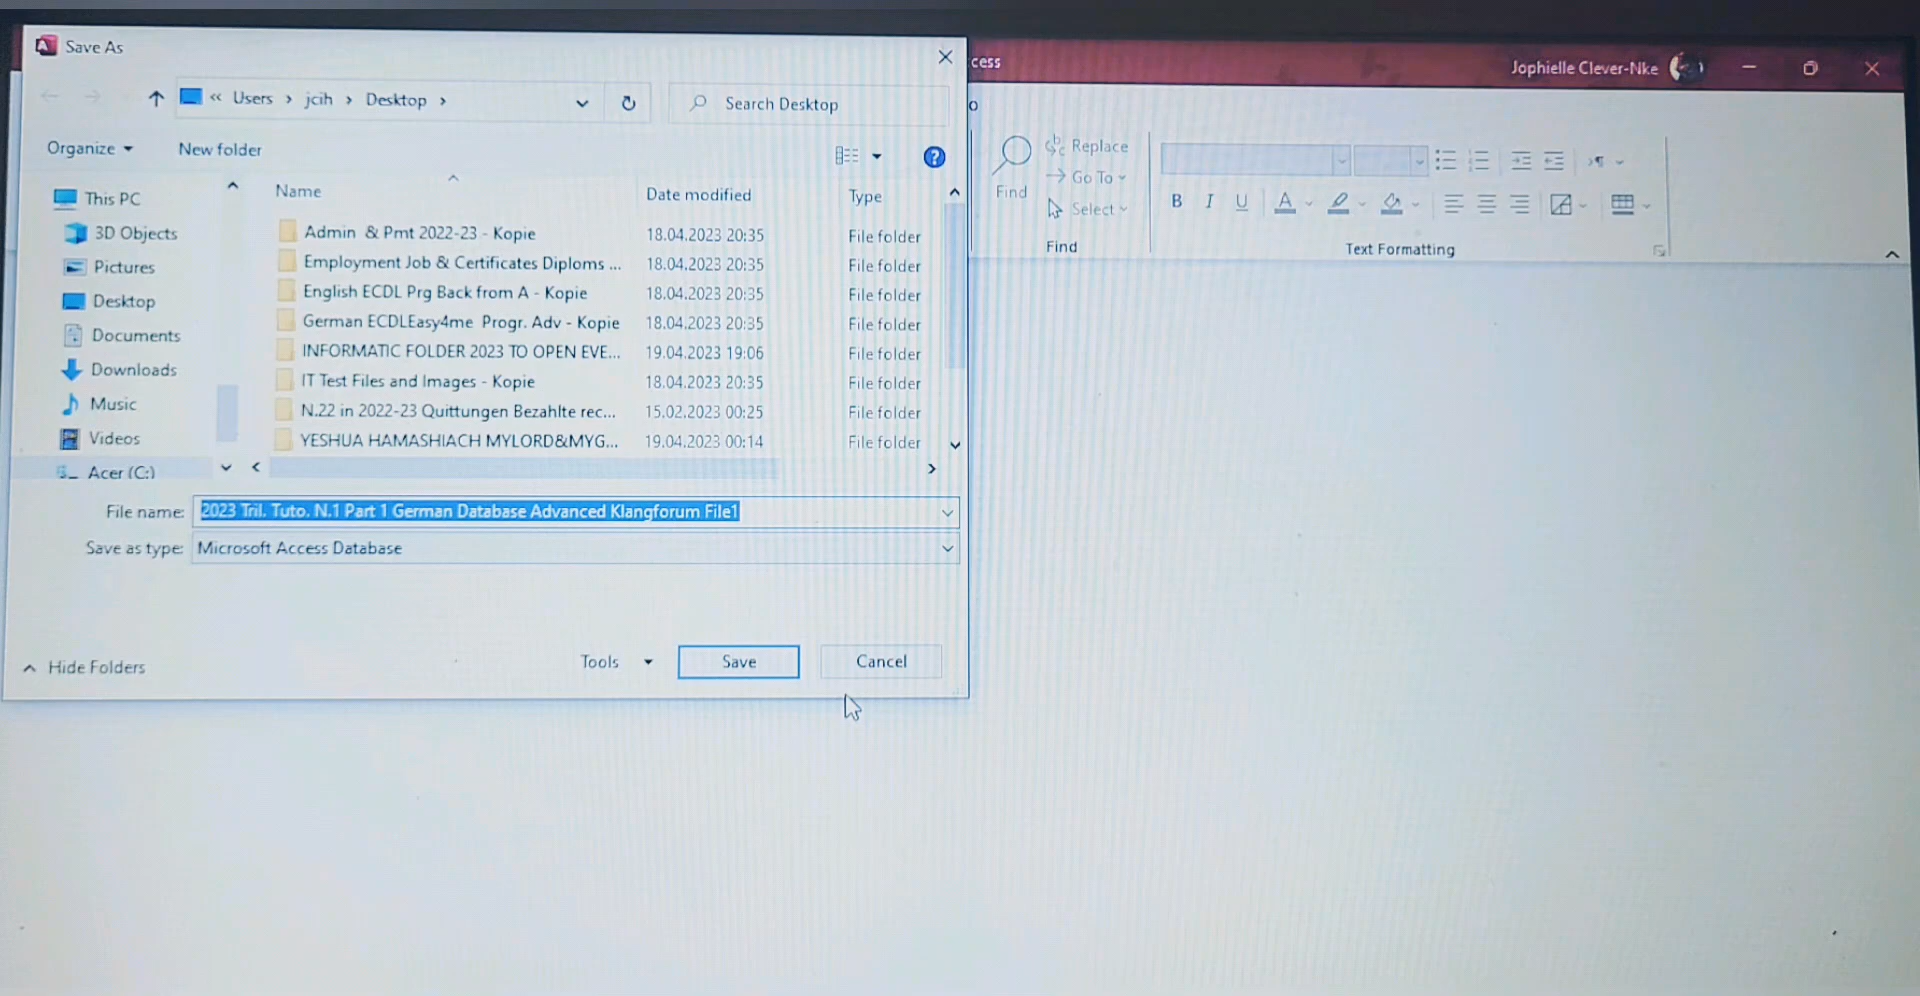 Save As
cess
Jophielle Clever-Nke
« Users > jcih > Desktop >
Search Desktop
Organize
New folder
Name
Date modified
Type
This PC
3D Objects
Pictures
Desktop
Documents
Downloads
Music
Videos
Acer (C:)
Admin & Pmt 2022-23 - Kopie 18.04.2023 20:35 File folder
Employment Job & Certificates Diploms ... 18.04.2023 20:35 File folder
English ECDL Prg Back from A - Kopie 18.04.2023 20:35 File folder
German ECDLEasy4me Progr. Adv - Kopie 18.04.2023 20:35 File folder
INFORMATIC FOLDER 2023 TO OPEN EVE... 19.04.2023 19:06 File folder
IT Test Files and Images - Kopie 18.04.2023 20:35 File folder
N.22 in 2022-23 Quittungen Bezahlte rec... 15.02.2023 00:25 File folder
YESHUA HAMASHIACH MYLORD&MYG... 19.04.2023 00:14 File folder
File name: 2023 Tril. Tuto. N.1 Part 1 German Database Advanced Klangforum File1
Save as type: Microsoft Access Database
Hide Folders
Tools
Save
Cancel
o
Find
Replace
Go To
Select
Find
B I U A
Text Formatting